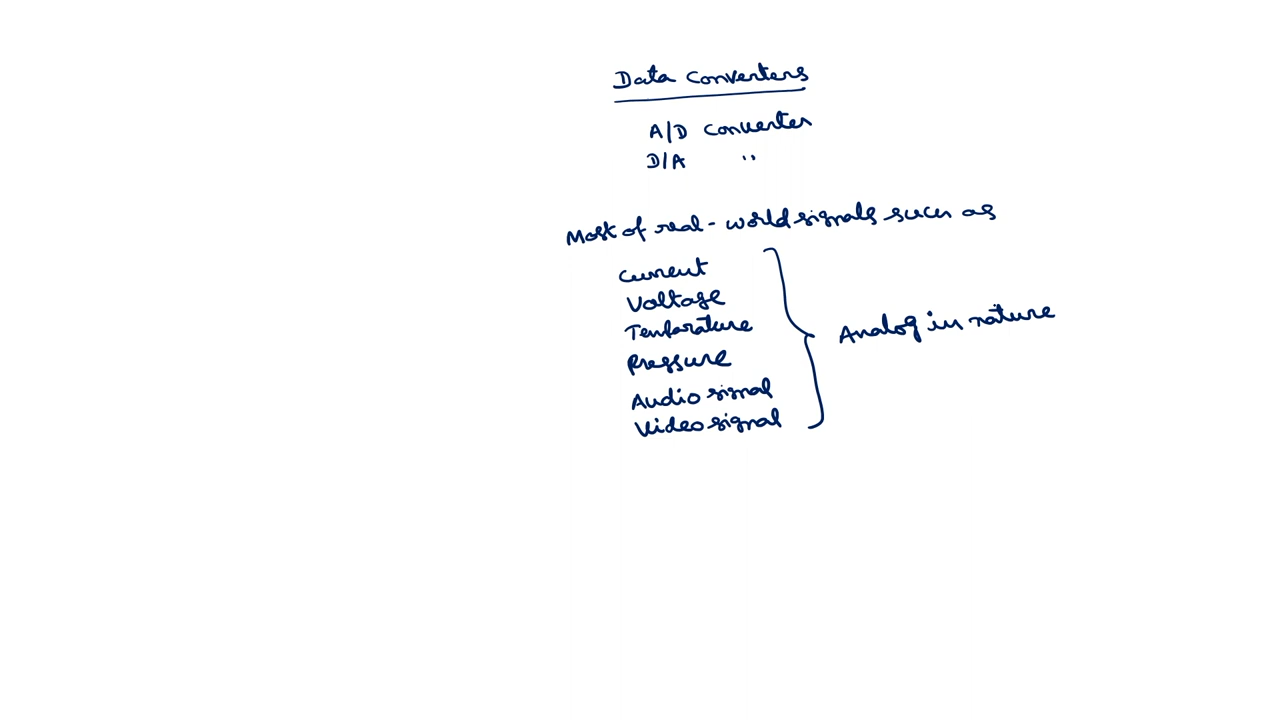 Data Converters
A/D Converter
D/A "
Most of real-world signals such as
Current
Voltage
Temparature
Pressure
Audio signal
Video signal
Analog in nature